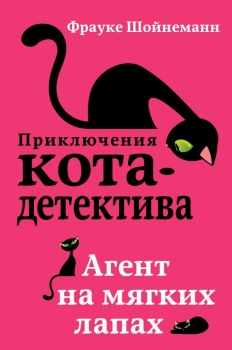 Фрауке Шойнеманн
Приключения
кота-
детектива
Агент
на мягких
лапах